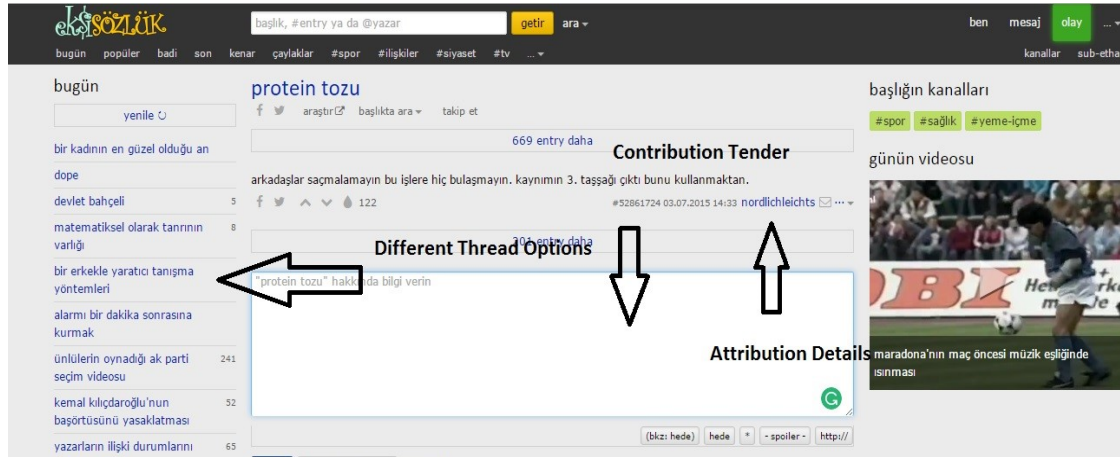 ekşisözlük
başlık, #entry ya da @yazar
getir
ara
ben mesaj olay ...
bugün popüler badi son kenar çaylaklar #spor #ilişkiler #siyaset #tv ...
kanallar sub-etha
bugün
yenile
bir kadının en güzel olduğu an
dope
devlet bahçeli 5
matematiksel olarak tanrının 8
varlığı
bir erkekle yaratıcı tanışma
yöntemleri
alarmı bir dakika sonrasına
kurmak
ünlülerin oynadığı ak parti 241
seçim videosu
kemal kılıçdaroğlu'nun 52
başörtüsünü yasaklatması
yazarların ilişki durumlarını 65
protein tozu
araştır başlıkta ara takip et
669 entry daha
Contribution Tender
arkadaşlar saçmalamayın bu işlere hiç bulaşmayın. kaynımın 3. taşşağı çıktı bunu kullanmaktan.
122
#52861724 03.07.2015 14:33 nordlichleichts ...
301 entry daha
Different Thread Options
"protein tozu" hakkında bilgi verin
Attribution Details
(bkz: hede) hede * - spoiler - http://
başlığın kanalları
#spor #sağlık #yeme-içme
günün videosu
maradona'nın maç öncesi müzik eşliğinde
ısınması